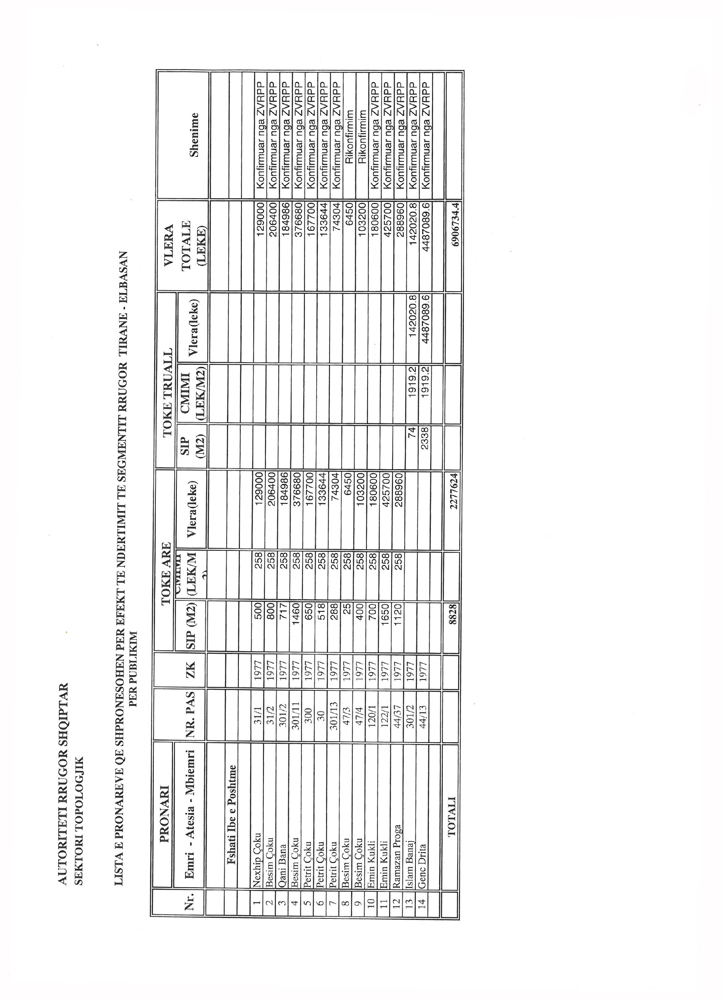 AUTORITETI RRUGOR SHQIPTAR
SEKTORI TOPOLOGJIK
LISTA E PRONAREVE QE SHPRONESOHEN PER EFEKT TE NDERTIMIT TE SEGMENTIT RRUGOR TIRANE - ELBASAN
PER PUBLIKIM
PRONARI TOKE ARE TOKE TRUALL VLERA TOTALE (LEKE)
Nr. Emri - Atesia - Mbiemri NR. PAS ZK SIP (M2) CMIMI (LEK/M2) Vlera(leke) SIP (M2) CMIMI (LEK/M2) Vlera(leke) Shenime
Fshati Ibe e Poshtme
1 Nexhip Çoku 31/1 1977 500 258 129000 129000 Konfirmuar nga ZVRPP
2 Besim Çoku 31/2 1977 800 258 206400 206400 Konfirmuar nga ZVRPP
3 Qani Bana 301/2 1977 717 258 184986 184986 Konfirmuar nga ZVRPP
4 Besim Çoku 301/11 1977 1460 258 376680 376680 Konfirmuar nga ZVRPP
5 Petrit Çoku 300 1977 650 258 167700 167700 Konfirmuar nga ZVRPP
6 Petrit Çoku 30 1977 518 258 133644 133644 Konfirmuar nga ZVRPP
7 Petrit Çoku 301/13 1977 288 258 74304 74304 Konfirmuar nga ZVRPP
8 Besim Çoku 47/3 1977 25 258 6450 6450 Rikonfirmim
9 Besim Çoku 47/4 1977 400 258 103200 103200 Rikonfirmim
10 Emin Kukli 120/1 1977 700 258 180600 180600 Konfirmuar nga ZVRPP
11 Emin Kukli 122/1 1977 1650 258 425700 425700 Konfirmuar nga ZVRPP
12 Ramazan Proga 44/37 1977 1120 258 288960 288960 Konfirmuar nga ZVRPP
13 Islam Banaj 301/2 1977 74 1919.2 142020.8 142020.8 Konfirmuar nga ZVRPP
14 Genc Drita 44/13 1977 2338 1919.2 4487089.6 4487089.6 Konfirmuar nga ZVRPP
TOTALI 8828 2277624 6906734.4